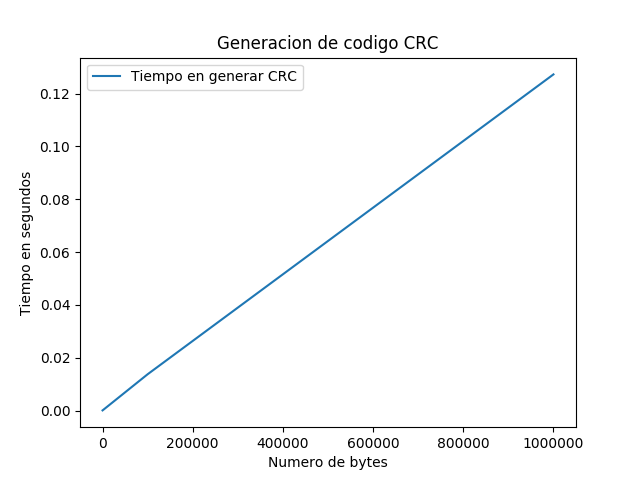 Generacion de codigo CRC
Tiempo en generar CRC
0.12
0.10
0.08
0.06
0.04
0.02
0.00
Tiempo en segundos
0 200000 400000 600000 800000 1000000
Numero de bytes